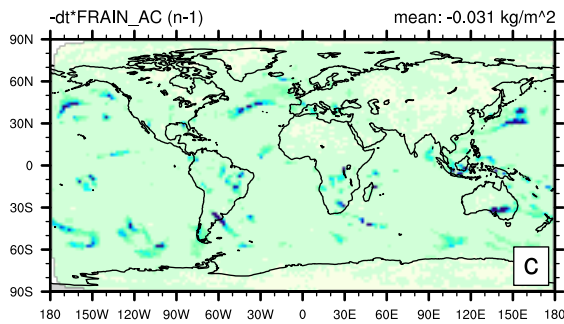 -dt*FRAIN_AC (n-1) mean: -0.031 kg/m^2
90N
60N
30N
0
30S
60S
90S
C
180 150W 120W 90W 60W 30W 0 30E 60E 90E 120E 150E 180